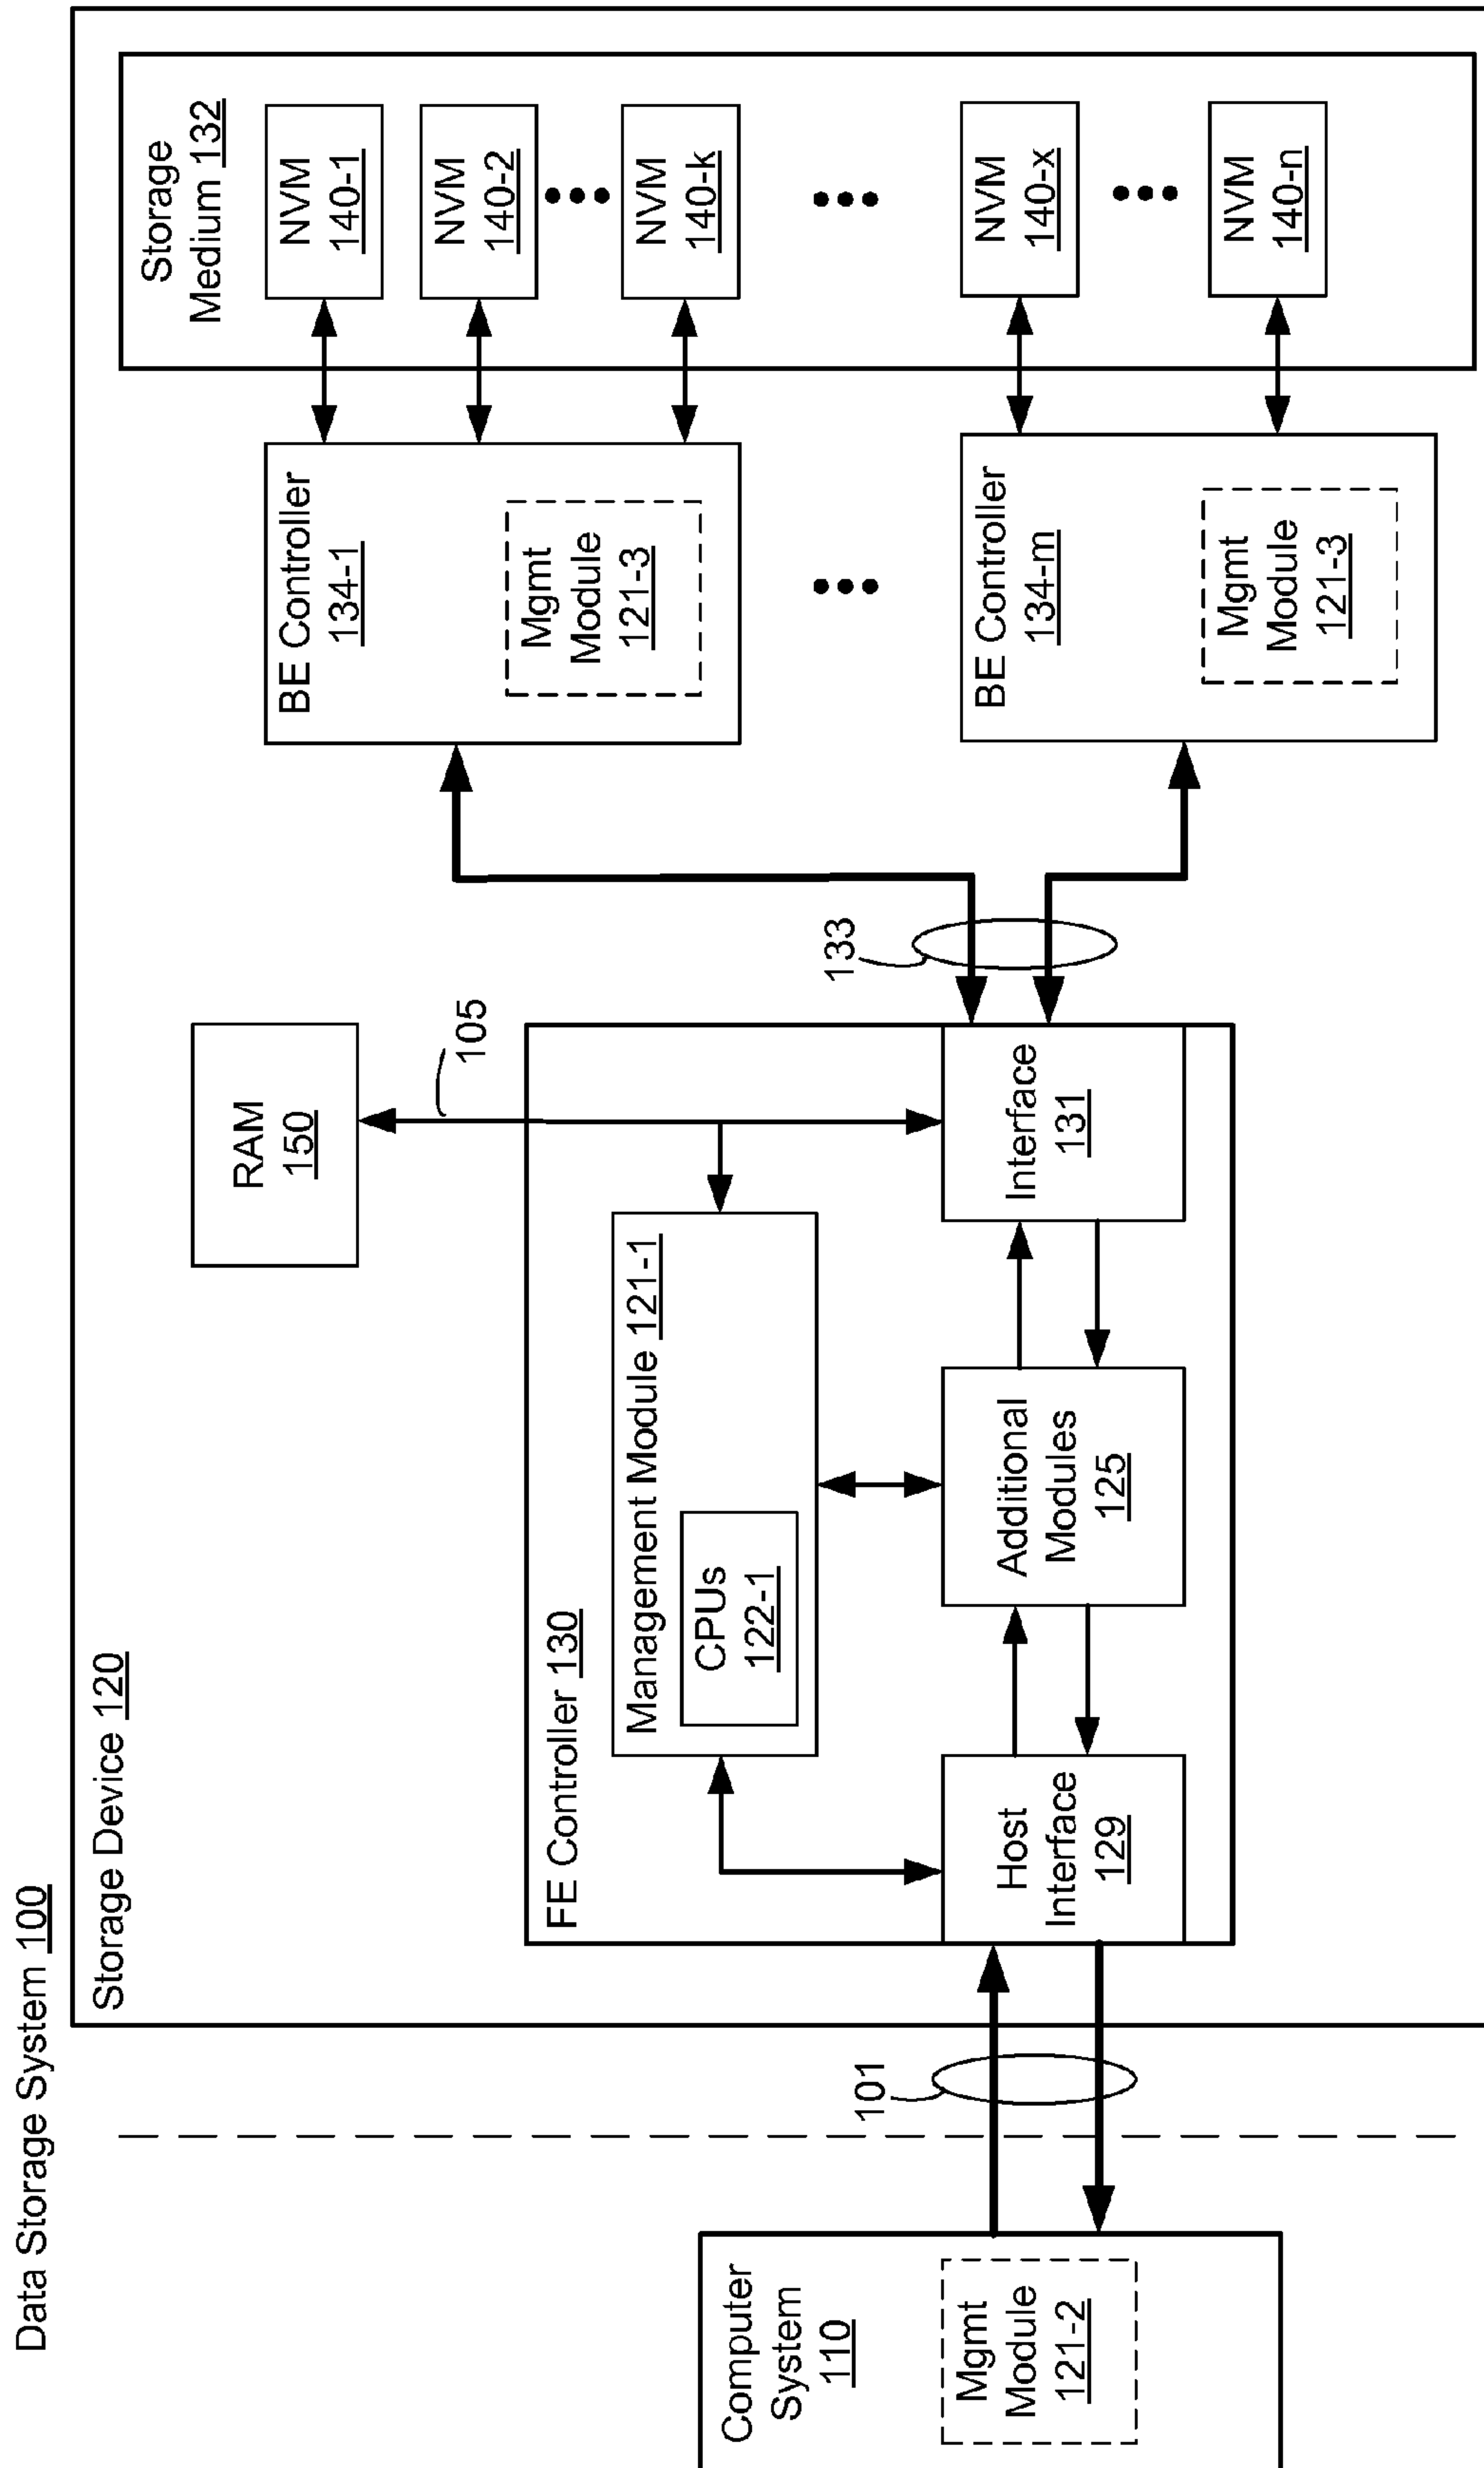 Data Storage System 100
Computer
System
110
Mgmt
Module
121-2
101
Storage Device 120
FE Controller 130
Management Module 121-1
CPUs
122-1
Host
Interface
129
Additional
Modules
125
Interface
131
RAM
150
105
133
BE Controller
134-1
Mgmt
Module
121-3
BE Controller
134-m
Mgmt
Module
121-3
Storage
Medium 132
NVM
140-1
NVM
140-2
NVM
140-k
NVM
140-x
NVM
140-n